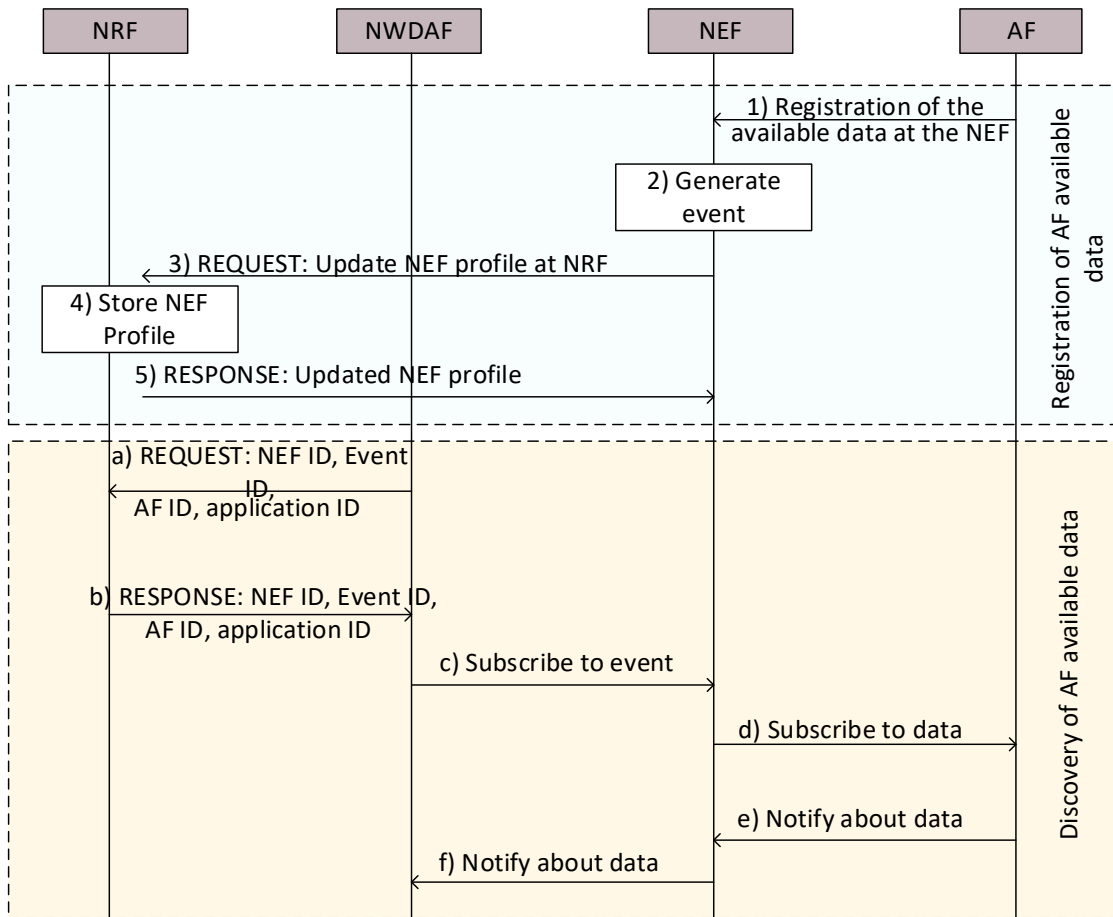 NRF
NWDAF
NEF
AF
1) Registration of the
available data at the NEF
2) Generate
event
3) REQUEST: Update NEF profile at NRF
4) Store NEF
Profile
5) RESPONSE: Updated NEF profile
Registration of AF available
data
a) REQUEST: NEF ID, Event
ID,
AF ID, application ID
b) RESPONSE: NEF ID, Event ID,
AF ID, application ID
c) Subscribe to event
d) Subscribe to data
e) Notify about data
f) Notify about data
Discovery of AF available data